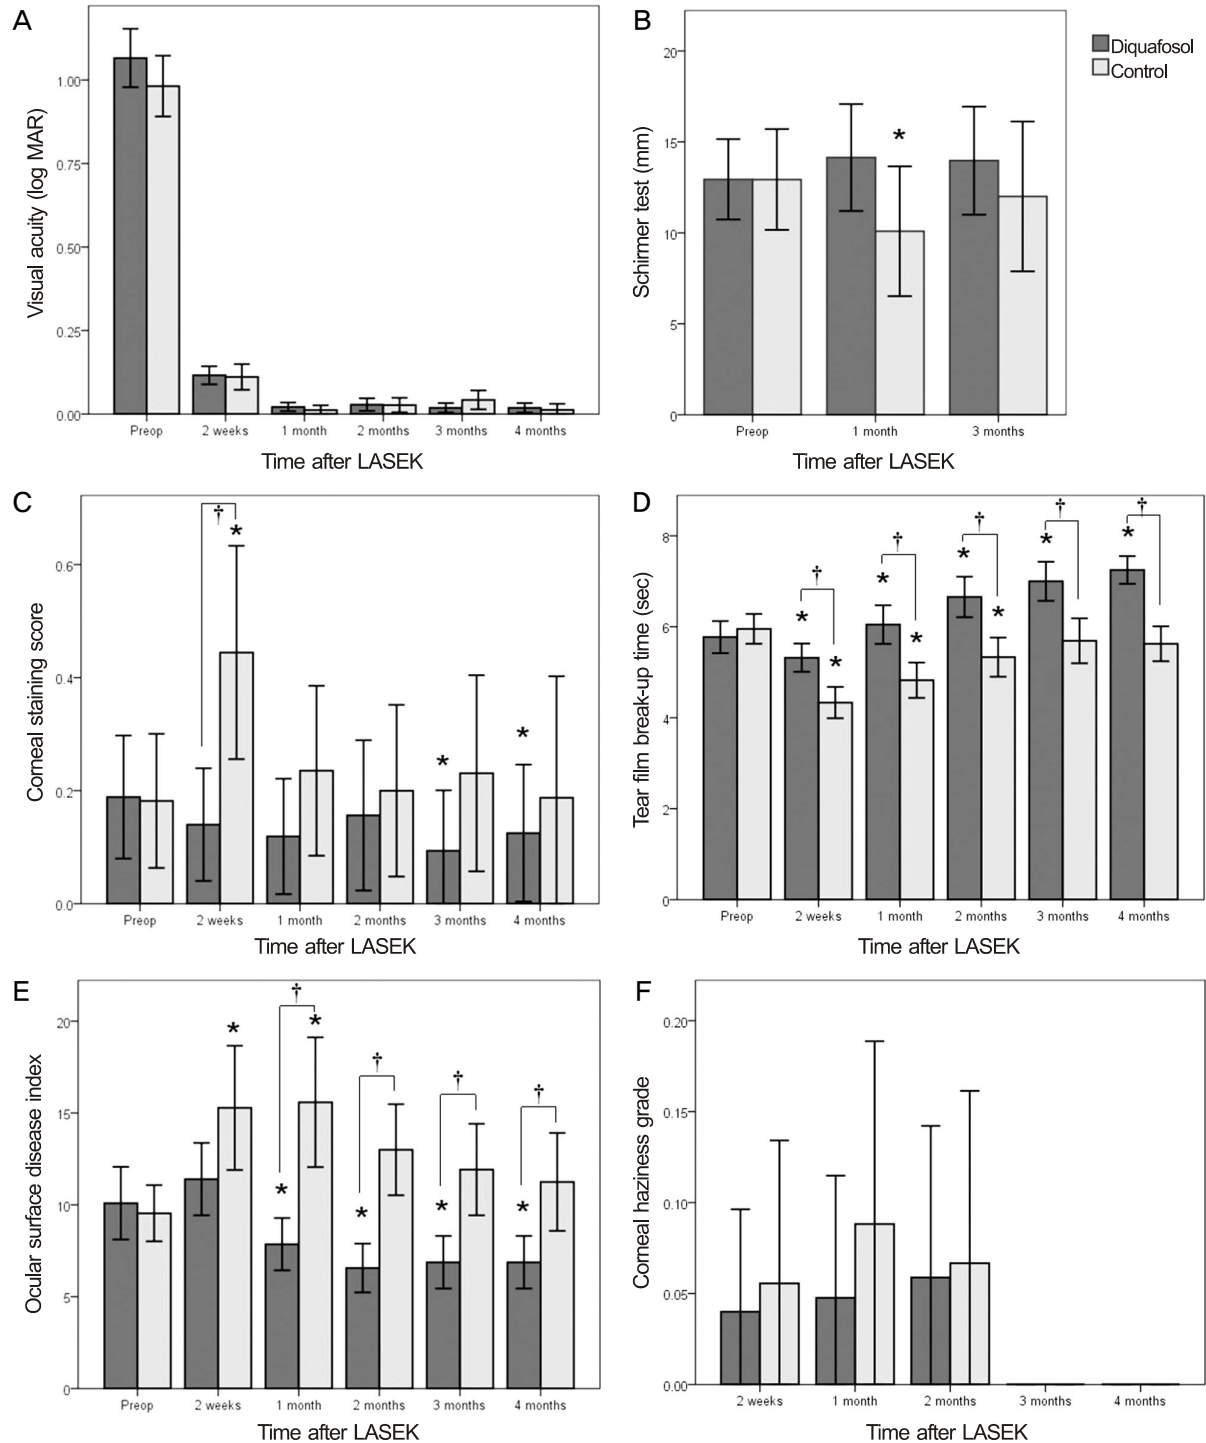 A
Visual acuity (log MAR)
1.00
0.75
0.50
0.25
0.00
Preop 2 weeks 1 month 2 months 3 months 4 months
Time after LASEK
B
Schirmer test (mm)
20
15
10
5
0
*
Preop 1 month 3 months
Time after LASEK
Diquafosol
Control
C
Corneal staining score
0.6
0.4
0.2
0.0
†
*
*
*
Preop 2 weeks 1 month 2 months 3 months 4 months
Time after LASEK
D
Tear film break-up time (sec)
8
6
4
2
0
† † † † †
* * * * *
* * *
Preop 2 weeks 1 month 2 months 3 months 4 months
Time after LASEK
E
Ocular surface disease index
20
15
10
5
0
† † † †
* *
* * * *
Preop 2 weeks 1 month 2 months 3 months 4 months
Time after LASEK
F
Corneal haziness grade
0.20
0.15
0.10
0.05
0.00
2 weeks 1 month 2 months 3 months 4 months
Time after LASEK